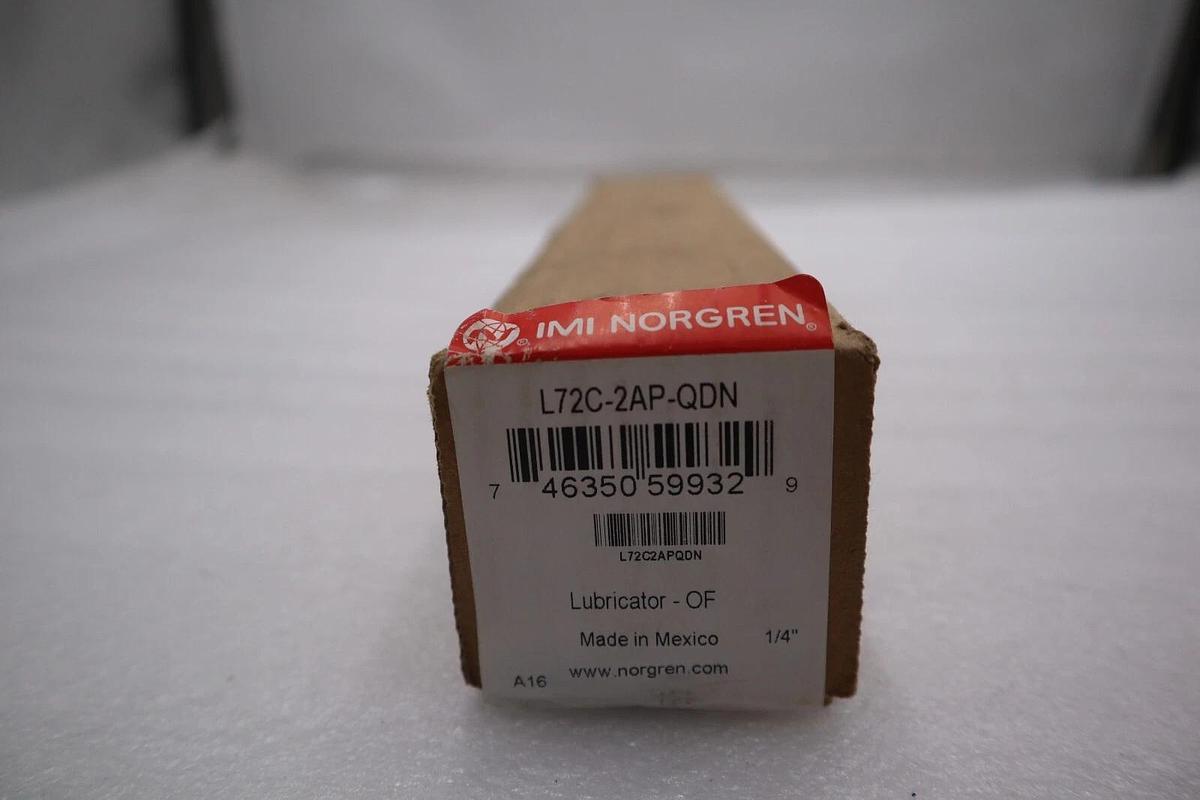 IMI NORGREN®
L72C-2AP-QDN
7 46350 59932 9
L72C2APQDN
Lubricator - OF
Made in Mexico 1/4"
www.norgren.com
A16